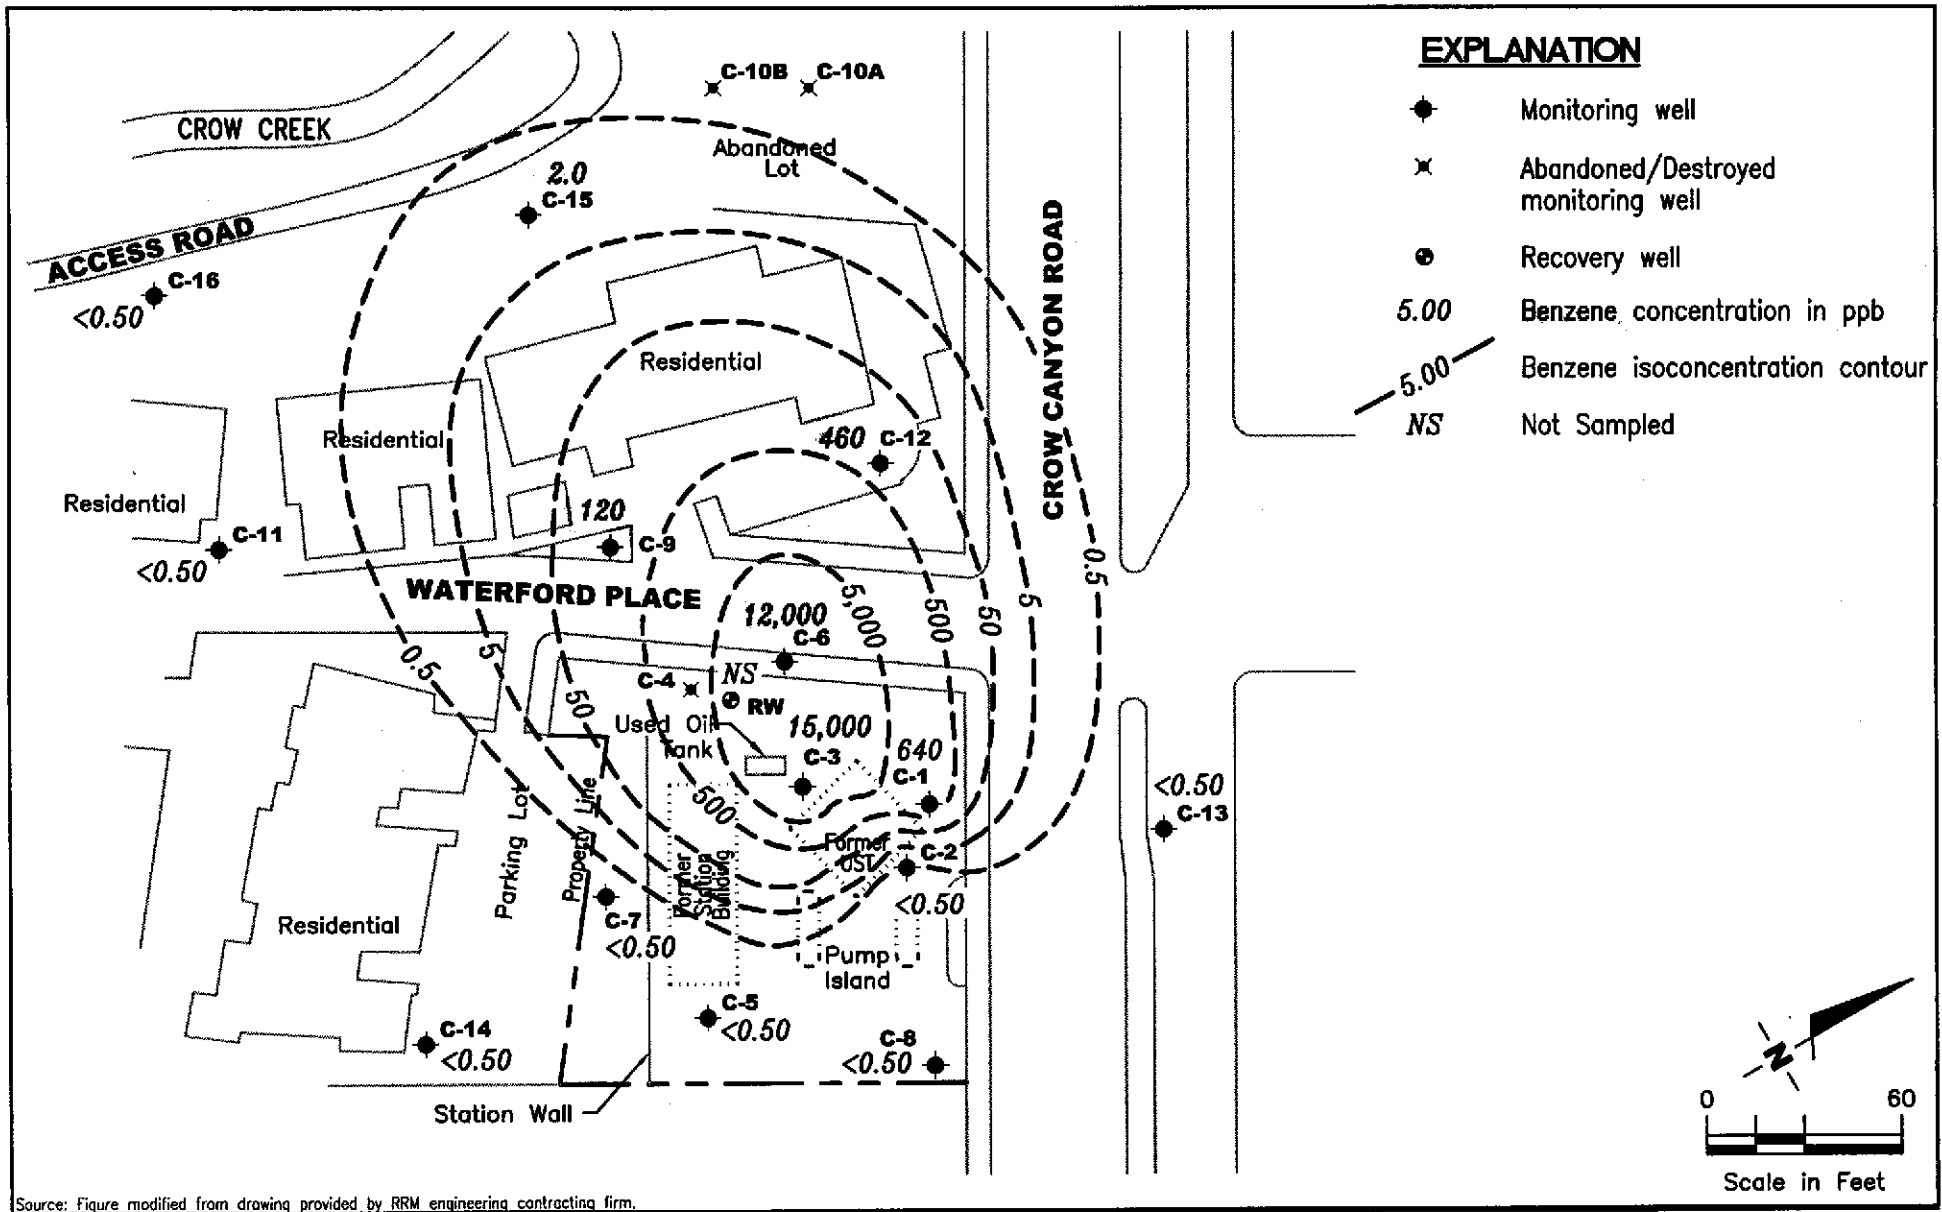 EXPLANATION
Monitoring well
Abandoned/Destroyed
monitoring well
Recovery well
5.00 Benzene concentration in ppb
5.00 Benzene isoconcentration contour
NS Not Sampled
C-10B
C-10A
CROW CREEK
Abandoned
Lot
2.0
C-15
ACCESS ROAD
C-16
<0.50
CROW CANYON ROAD
Residential
Residential
460
C-12
Residential
120
C-9
C-11
<0.50
WATERFORD PLACE
12,000
C-6
5,000
500
50
5
0.5
0.5
5
50
500
C-4
NS
RW
Used Oil
Tank
15,000
C-3
640
C-1
<0.50
C-13
Parking Lot
Property Line
Former
Station
Building
Former
UST
C-2
<0.50
C-7
<0.50
Residential
Pump
Island
C-5
<0.50
C-14
<0.50
C-8
<0.50
Station Wall
N
0 60
Scale in Feet
Source: Figure modified from drawing provided by RRM engineering contracting firm.